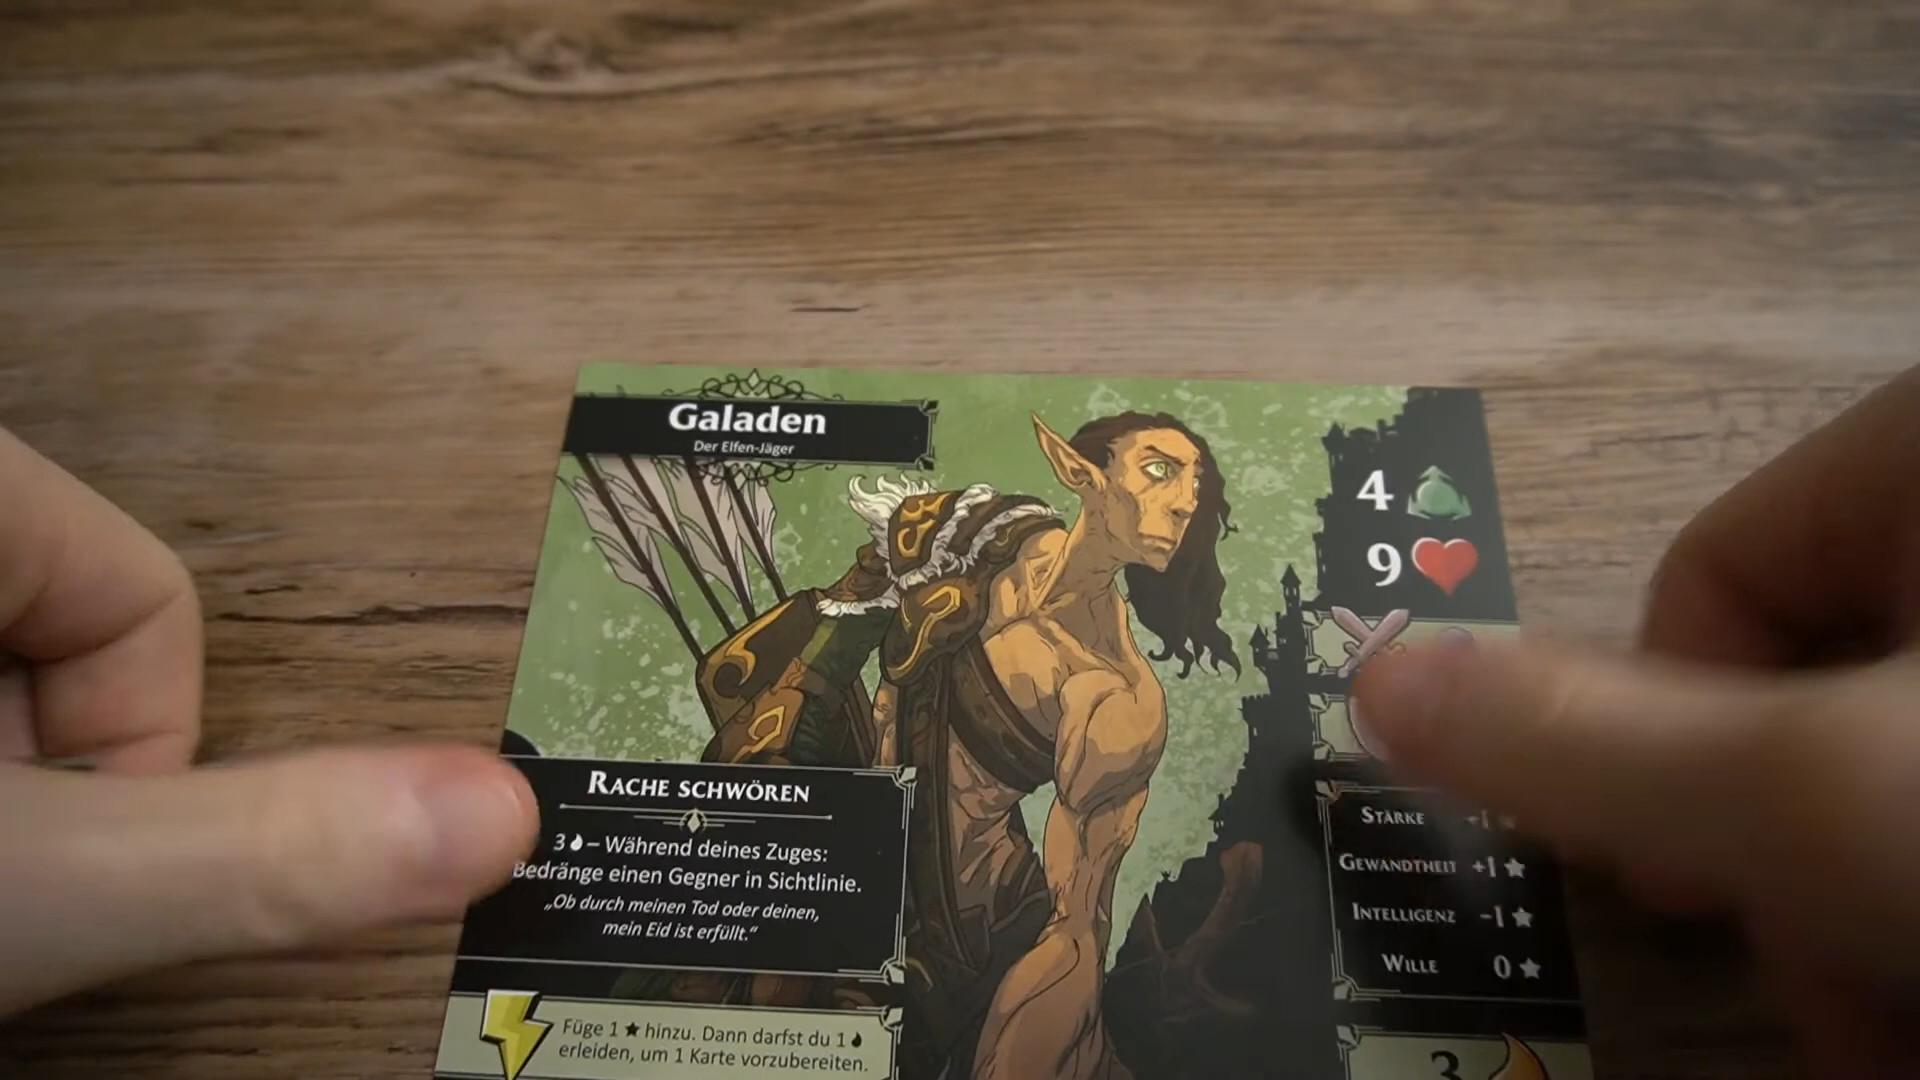 Galaden
Der Elfen-Jäger
4
9
RACHE SCHWÖREN
3 – Während deines Zuges:
Bedränge einen Gegner in Sichtlinie.
„Ob durch meinen Tod oder deinen,
mein Eid ist erfüllt.“
STÄRKE +1
GEWANDTHEIT +1
INTELLIGENZ -1
WILLE 0
Füge 1 hinzu. Dann darfst du 1
erleiden, um 1 Karte vorzubereiten.
3